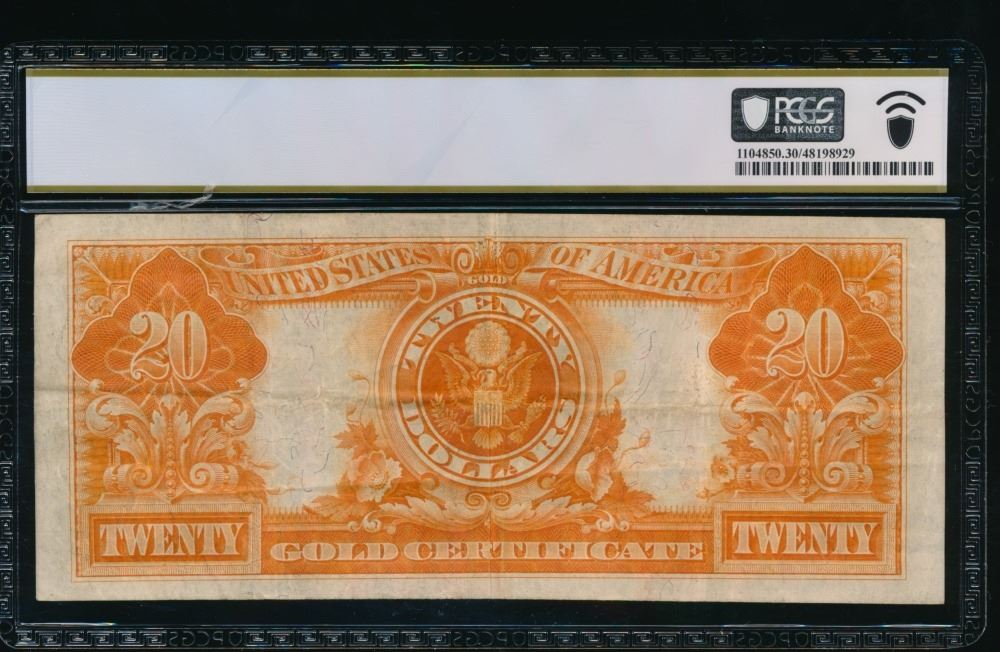 PCGS
BANKNOTE
1104850.30/48198929
UNITED STATES OF AMERICA
GOLD
TWENTY
DOLLARS
20 20
TWENTY GOLD CERTIFICATE TWENTY